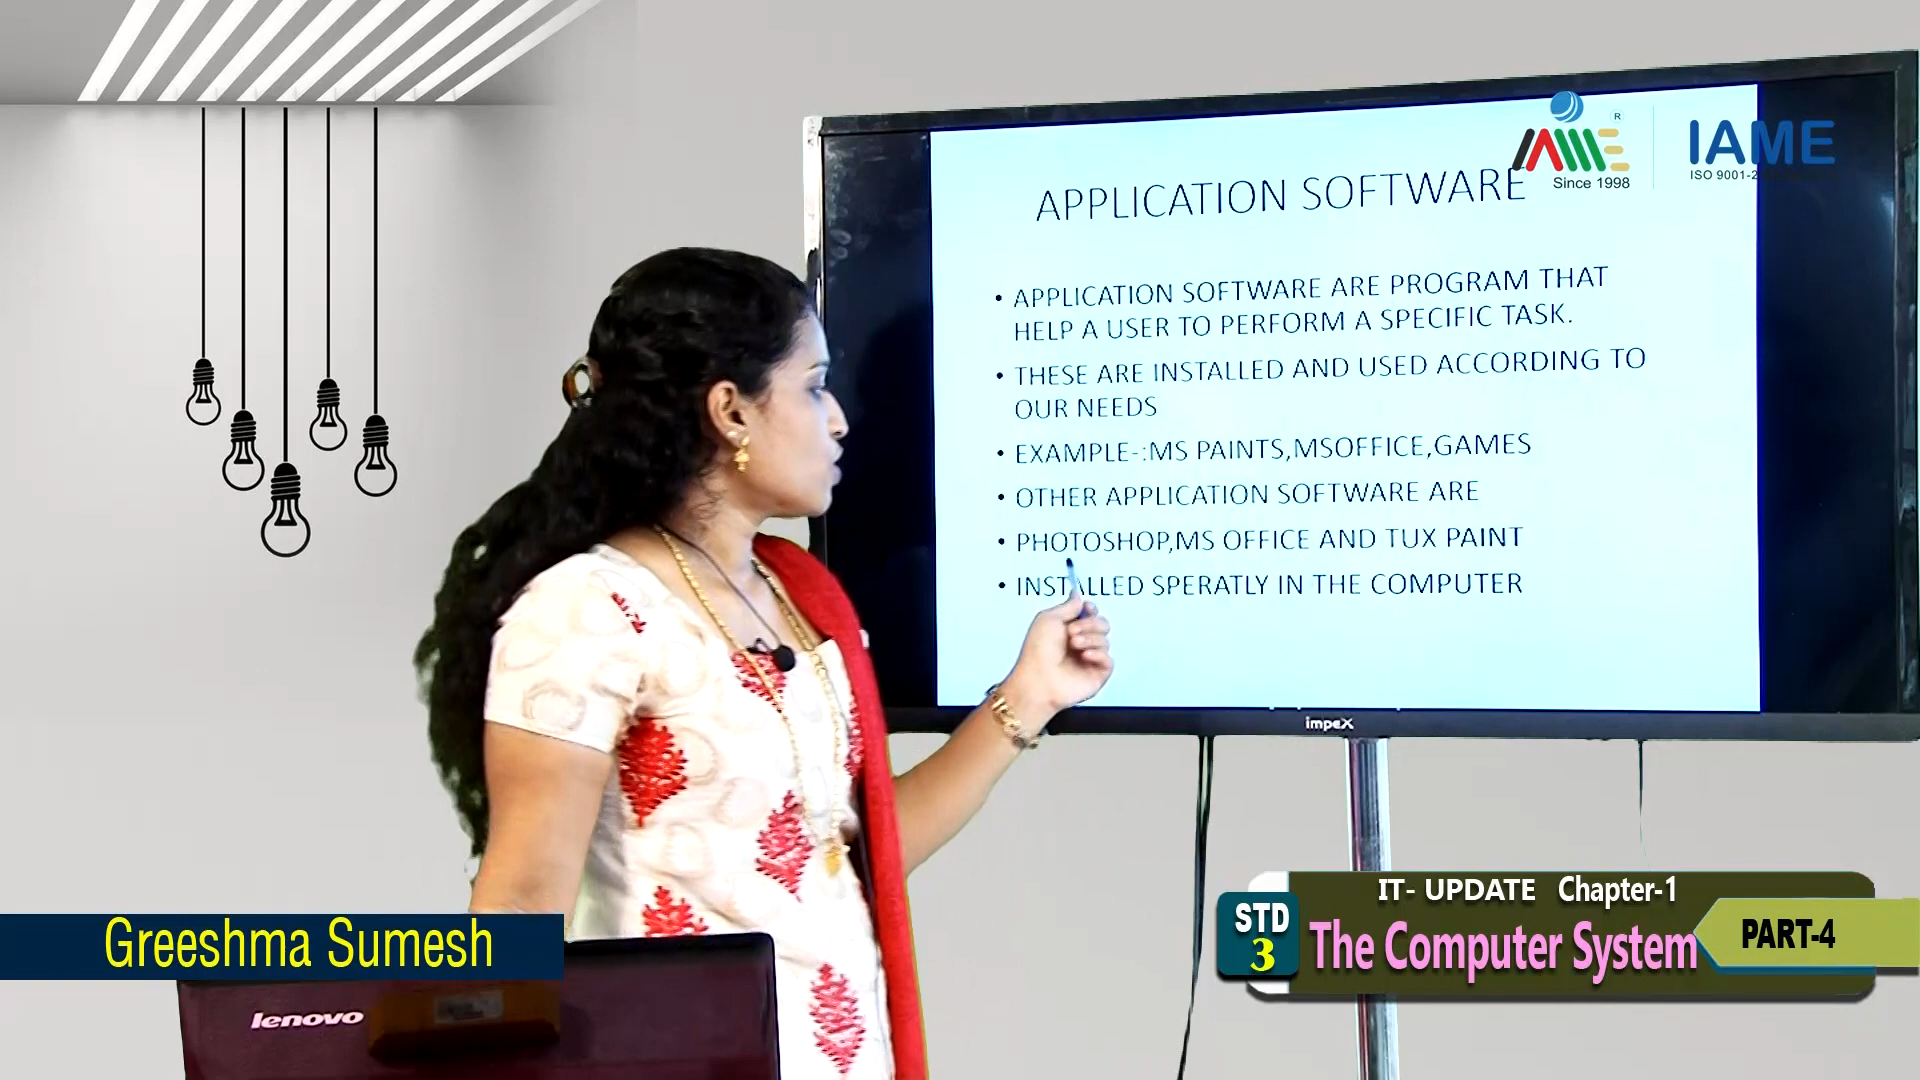 R
Since 1998
IAME
ISO 9001-2
APPLICATION SOFTWARE
• APPLICATION SOFTWARE ARE PROGRAM THAT
HELP A USER TO PERFORM A SPECIFIC TASK.
• THESE ARE INSTALLED AND USED ACCORDING TO
OUR NEEDS
• EXAMPLE-:MS PAINTS,MSOFFICE,GAMES
• OTHER APPLICATION SOFTWARE ARE
• PHOTOSHOP,MS OFFICE AND TUX PAINT
• INSTALLED SPERATLY IN THE COMPUTER
impeX
IT- UPDATE Chapter-1
STD
3
The Computer System
PART-4
Greeshma Sumesh
lenovo